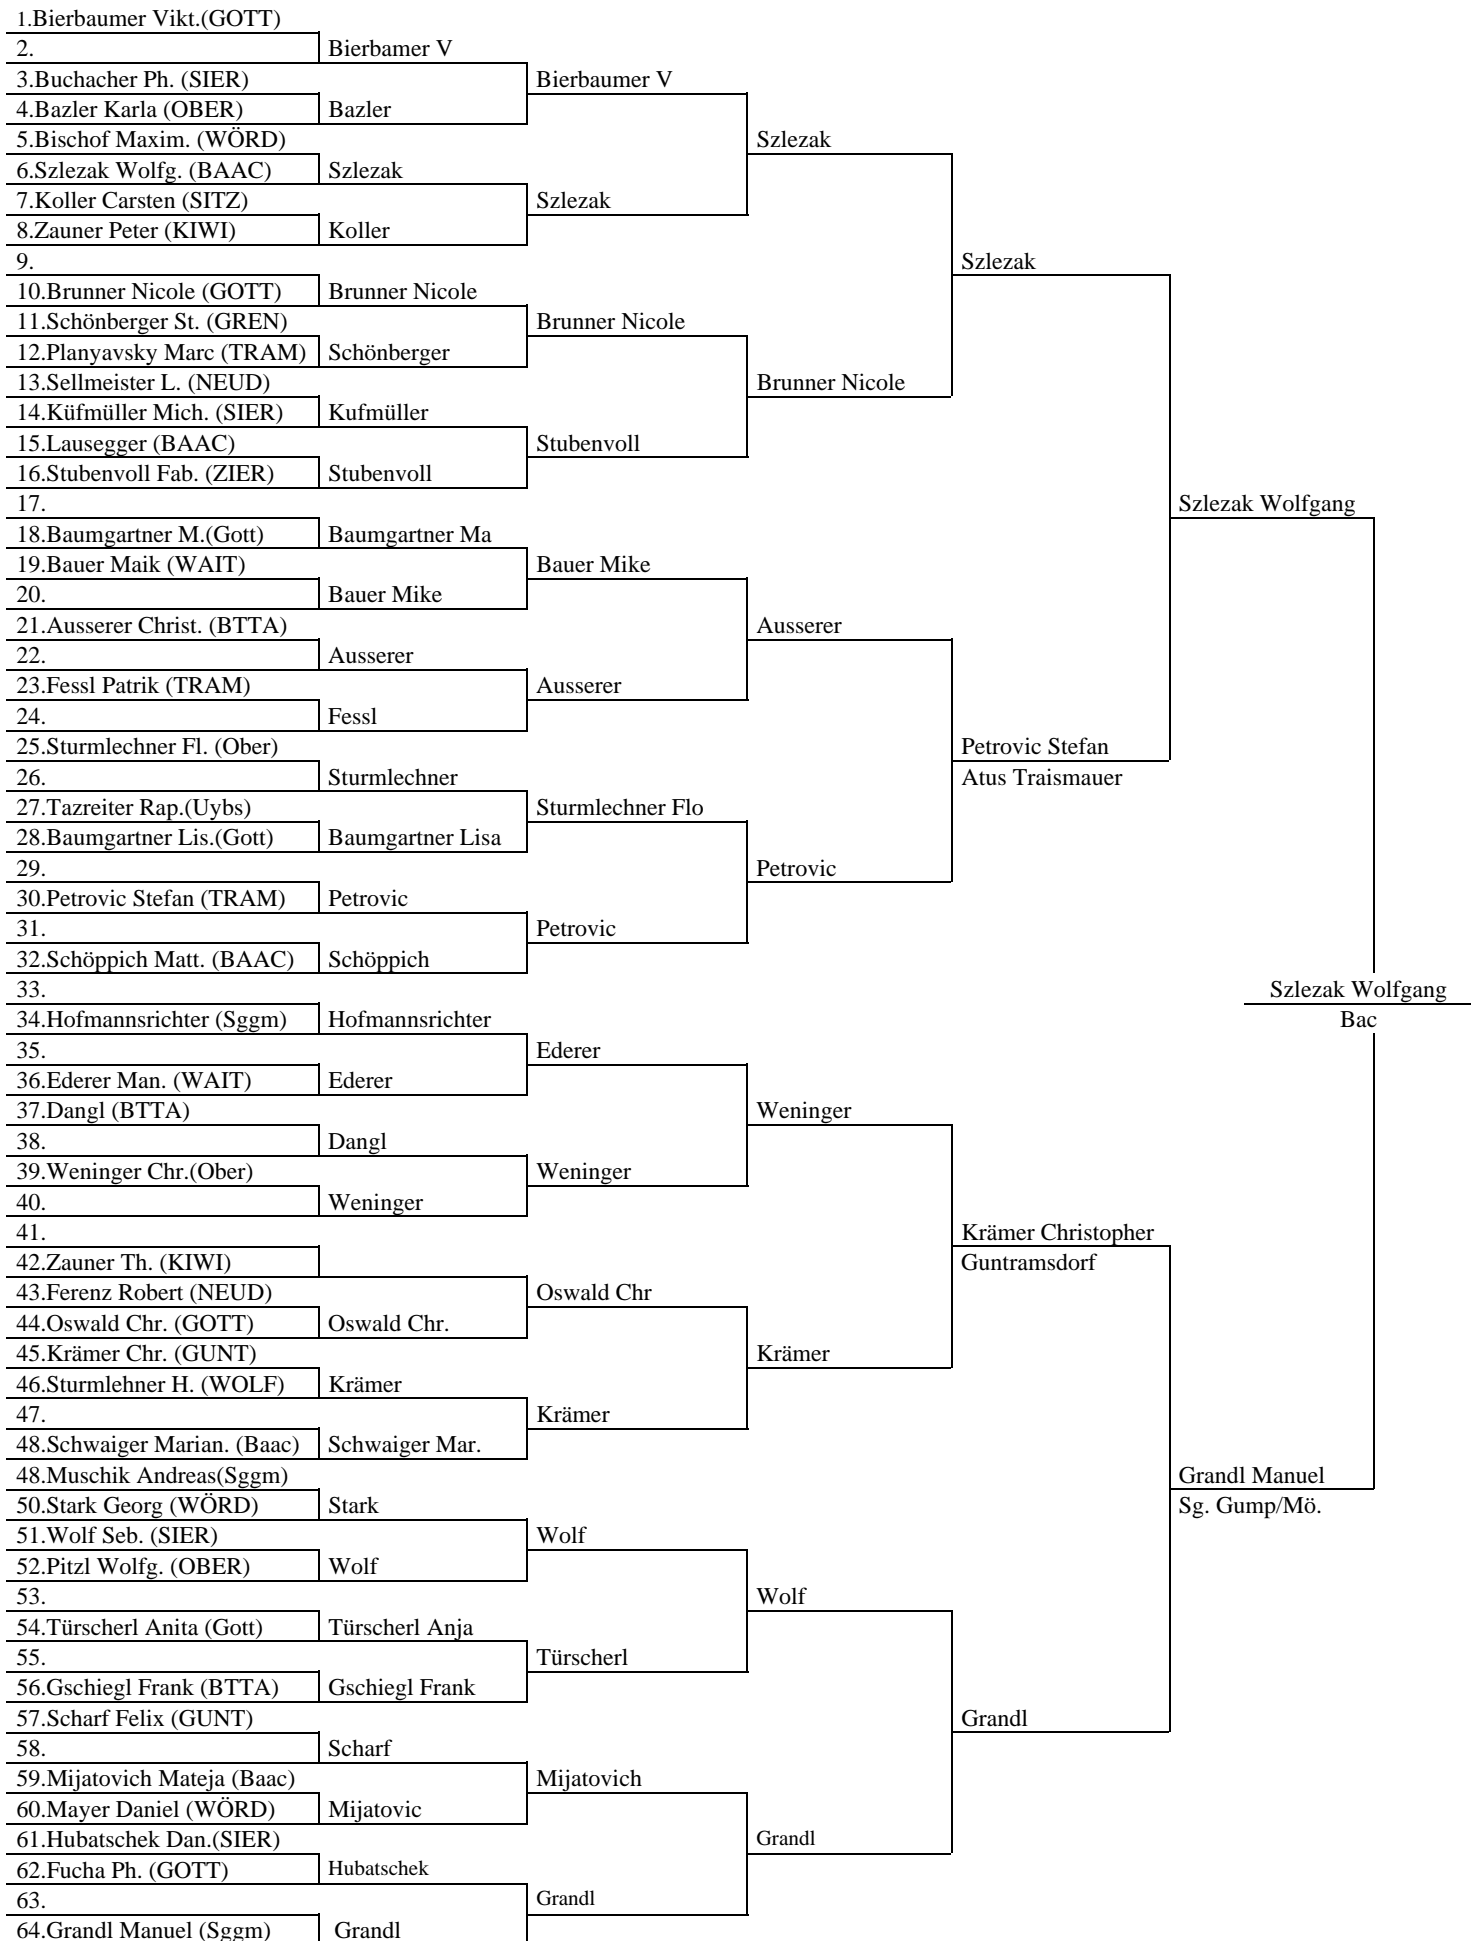 1.Bierbaumer Vikt.(GOTT)
2. Bierbamer V
3.Buchacher Ph. (SIER) Bierbaumer V
4.Bazler Karla (OBER) Bazler
5.Bischof Maxim. (WÖRD) Szlezak
6.Szlezak Wolfg. (BAAC) Szlezak
7.Koller Carsten (SITZ) Szlezak
8.Zauner Peter (KIWI) Koller
9. Szlezak
10.Brunner Nicole (GOTT) Brunner Nicole
11.Schönberger St. (GREN) Brunner Nicole
12.Planyavsky Marc (TRAM) Schönberger
13.Sellmeister L. (NEUD) Brunner Nicole
14.Küfmüller Mich. (SIER) Kufmüller
15.Lausegger (BAAC) Stubenvoll
16.Stubenvoll Fab. (ZIER) Stubenvoll
17. Szlezak Wolfgang
18.Baumgartner M.(Gott) Baumgartner Ma
19.Bauer Maik (WAIT) Bauer Mike
20. Bauer Mike
21.Ausserer Christ. (BTTA) Ausserer
22. Ausserer
23.Fessl Patrik (TRAM) Ausserer
24. Fessl
25.Sturmlechner Fl. (Ober) Petrovic Stefan
26. Sturmlechner Atus Traismauer
27.Tazreiter Rap.(Uybs) Sturmlechner Flo
28.Baumgartner Lis.(Gott) Baumgartner Lisa
29. Petrovic
30.Petrovic Stefan (TRAM) Petrovic
31. Petrovic
32.Schöppich Matt. (BAAC) Schöppich
33. Szlezak Wolfgang
34.Hofmannsrichter (Sggm) Hofmannsrichter Bac
35. Ederer
36.Ederer Man. (WAIT) Ederer
37.Dangl (BTTA) Weninger
38. Dangl
39.Weninger Chr.(Ober) Weninger
40. Weninger
41. Krämer Christopher
42.Zauner Th. (KIWI) Guntramsdorf
43.Ferenz Robert (NEUD) Oswald Chr
44.Oswald Chr. (GOTT) Oswald Chr.
45.Krämer Chr. (GUNT) Krämer
46.Sturmlehner H. (WOLF) Krämer
47. Krämer
48.Schwaiger Marian. (Baac) Schwaiger Mar.
48.Muschik Andreas(Sggm) Grandl Manuel
50.Stark Georg (WÖRD) Stark Sg. Gump/Mö.
51.Wolf Seb. (SIER) Wolf
52.Pitzl Wolfg. (OBER) Wolf
53. Wolf
54.Türscherl Anita (Gott) Türscherl Anja
55. Türscherl
56.Gschiegl Frank (BTTA) Gschiegl Frank
57.Scharf Felix (GUNT) Grandl
58. Scharf
59.Mijatovich Mateja (Baac) Mijatovich
60.Mayer Daniel (WÖRD) Mijatovic
61.Hubatschek Dan.(SIER) Grandl
62.Fucha Ph. (GOTT) Hubatschek
63. Grandl
64.Grandl Manuel (Sggm) Grandl